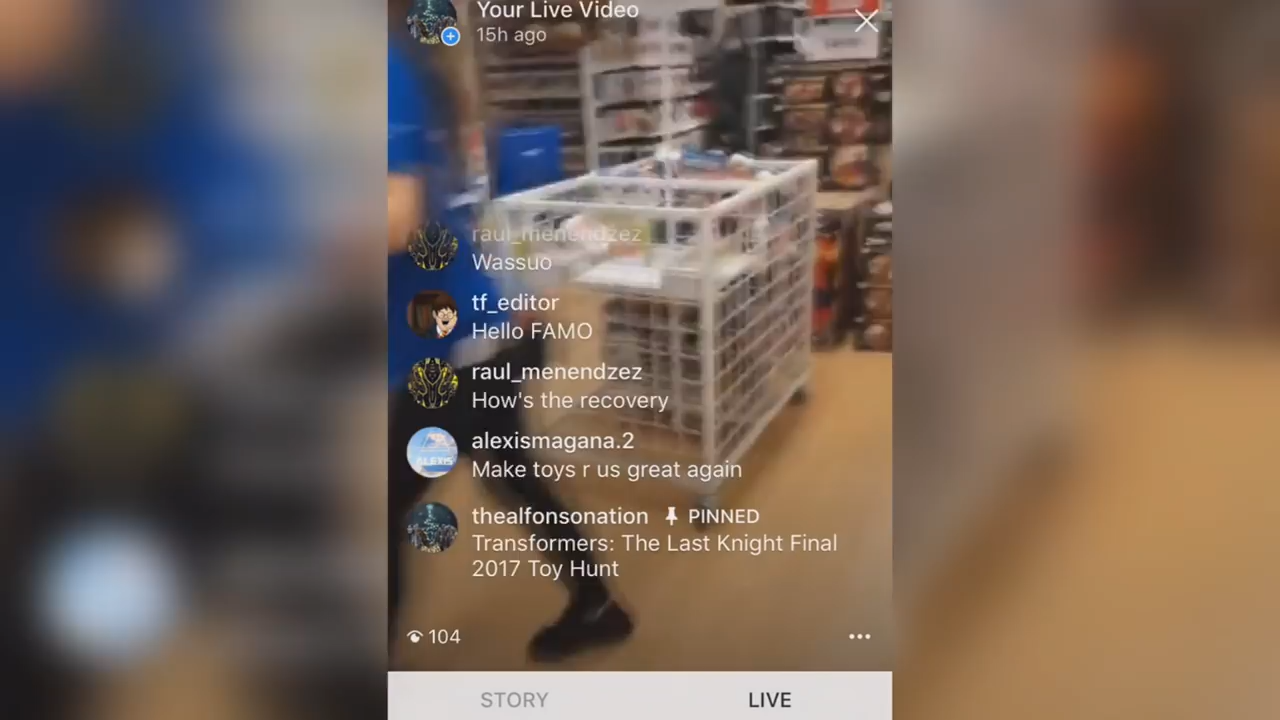 Your Live Video
15h ago
raul_menendzez
Wassuo
tf_editor
Hello FAMO
raul_menendzez
How's the recovery
alexismagana.2
Make toys r us great again
ALEXIS
thealfonsonation PINNED
Transformers: The Last Knight Final
2017 Toy Hunt
104
STORY
LIVE